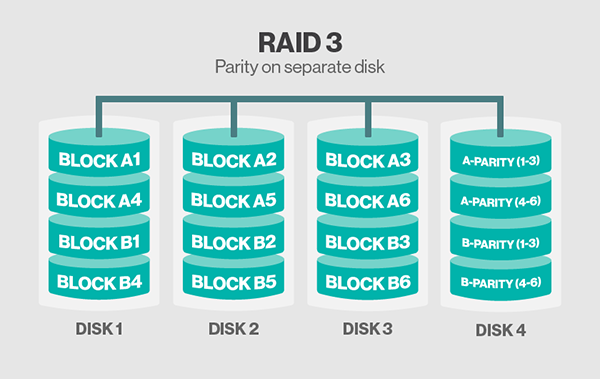 RAID 3
Parity on separate disk
BLOCK A1
BLOCK A2
BLOCK A3
A-PARITY (1-3)
BLOCK A4
BLOCK A5
BLOCK A6
A-PARITY (4-6)
BLOCK B1
BLOCK B2
BLOCK B3
B-PARITY (1-3)
BLOCK B4
BLOCK B5
BLOCK B6
B-PARITY (4-6)
DISK 1
DISK 2
DISK 3
DISK 4